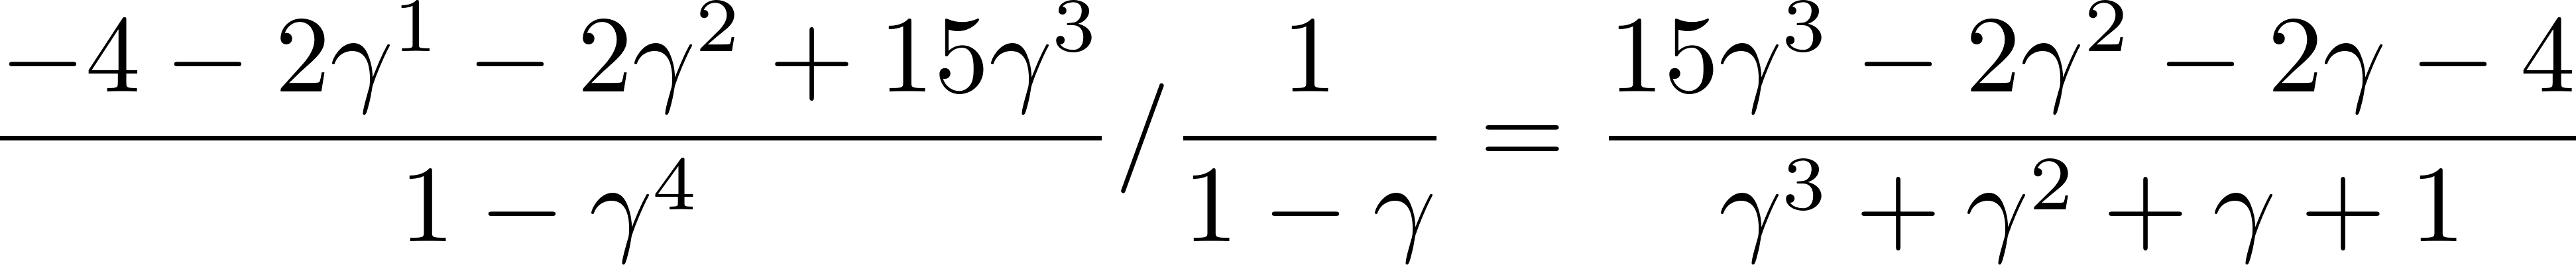 \frac{-4 - 2\gamma^1 - 2\gamma^2 + 15\gamma^3}{1 - \gamma^4} / \frac{1}{1 - \gamma} = \frac{15\gamma^3 - 2\gamma^2 - 2\gamma - 4}{\gamma^3 + \gamma^2 + \gamma + 1}